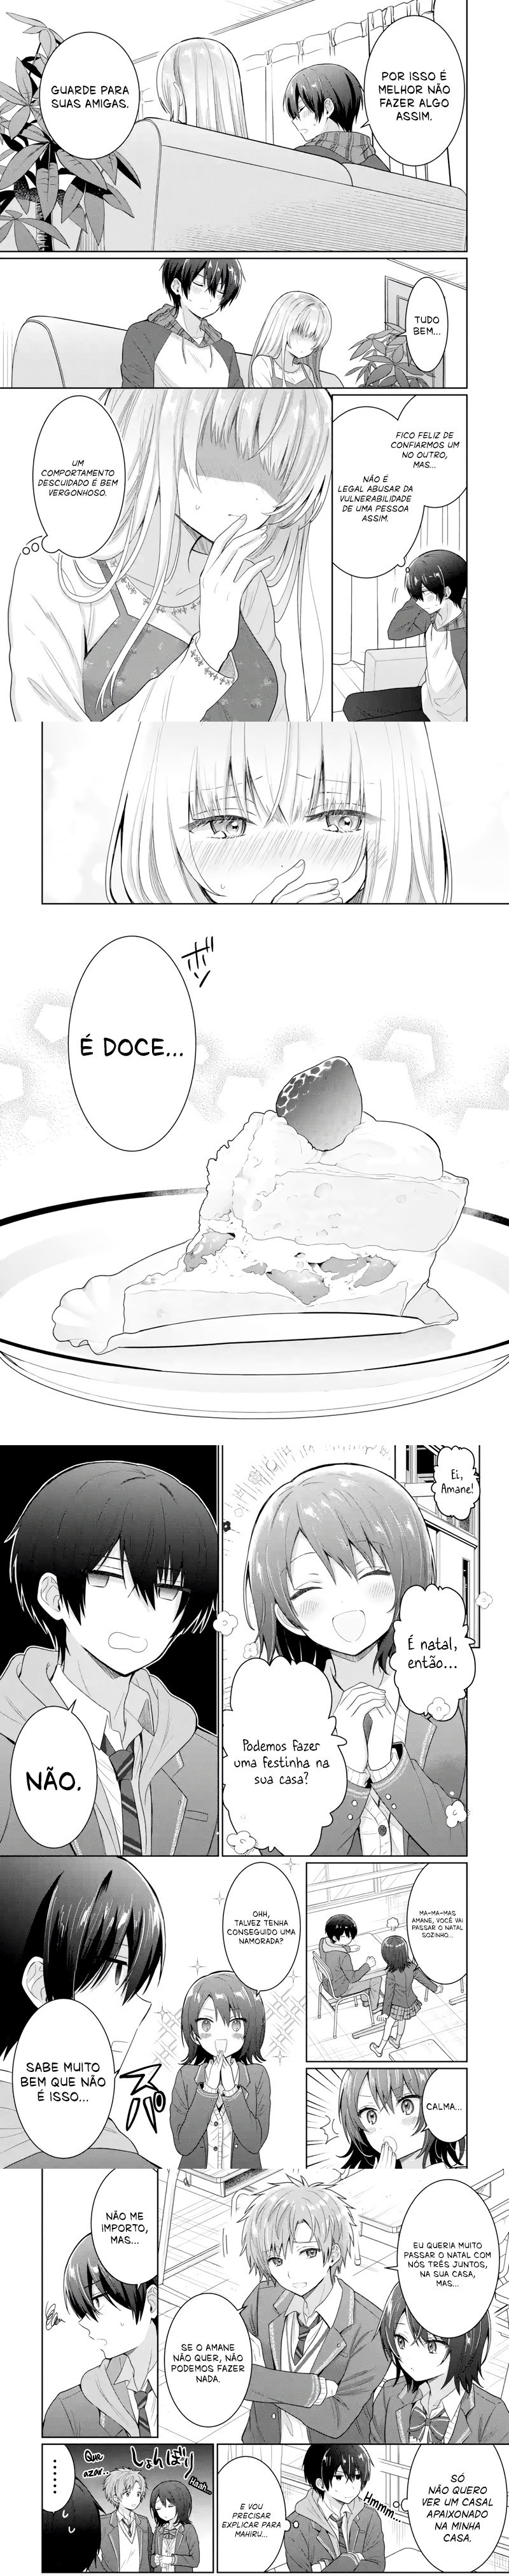 POR ISSO É
MELHOR NÃO
FAZER ALGO
ASSIM.
GUARDE PARA
SUAS AMIGAS.
TUDO
BEM...
FICO FELIZ DE
CONFIARMOS UM
NO OUTRO,
MAS...
NÃO É
LEGAL ABUSAR DA
VULNERABILIDADE
DE UMA PESSOA
ASSIM.
UM
COMPORTAMENTO
DESCUIDADO É BEM
VERGONHOSO.
ボッ
É DOCE...
Ei,
Amane!
É natal,
então...
Podemos fazer
uma festinha na
sua casa?
NÃO.
MA-MA-MAS
AMANE, VOCÊ VAI
PASSAR O NATAL
SOZINHO...
CALMA...
OHH,
TALVEZ TENHA
CONSEGUIDO UMA
NAMORADA?
SABE MUITO
BEM QUE NÃO
É ISSO...
EU QUERIA MUITO
PASSAR O NATAL COM
NÓS TRÊS JUNTOS,
NA SUA CASA,
MAS...
SE O AMANE
NÃO QUER, NÃO
PODEMOS FAZER
NADA.
NÃO ME
IMPORTO,
MAS...
SÓ
NÃO QUERO
VER UM CASAL
APAIXONADO
NA MINHA
CASA.
Hmmm...
E VOU
PRECISAR
EXPLICAR PARA
MAHIRU...
しょんぼり
Que
azar...
......